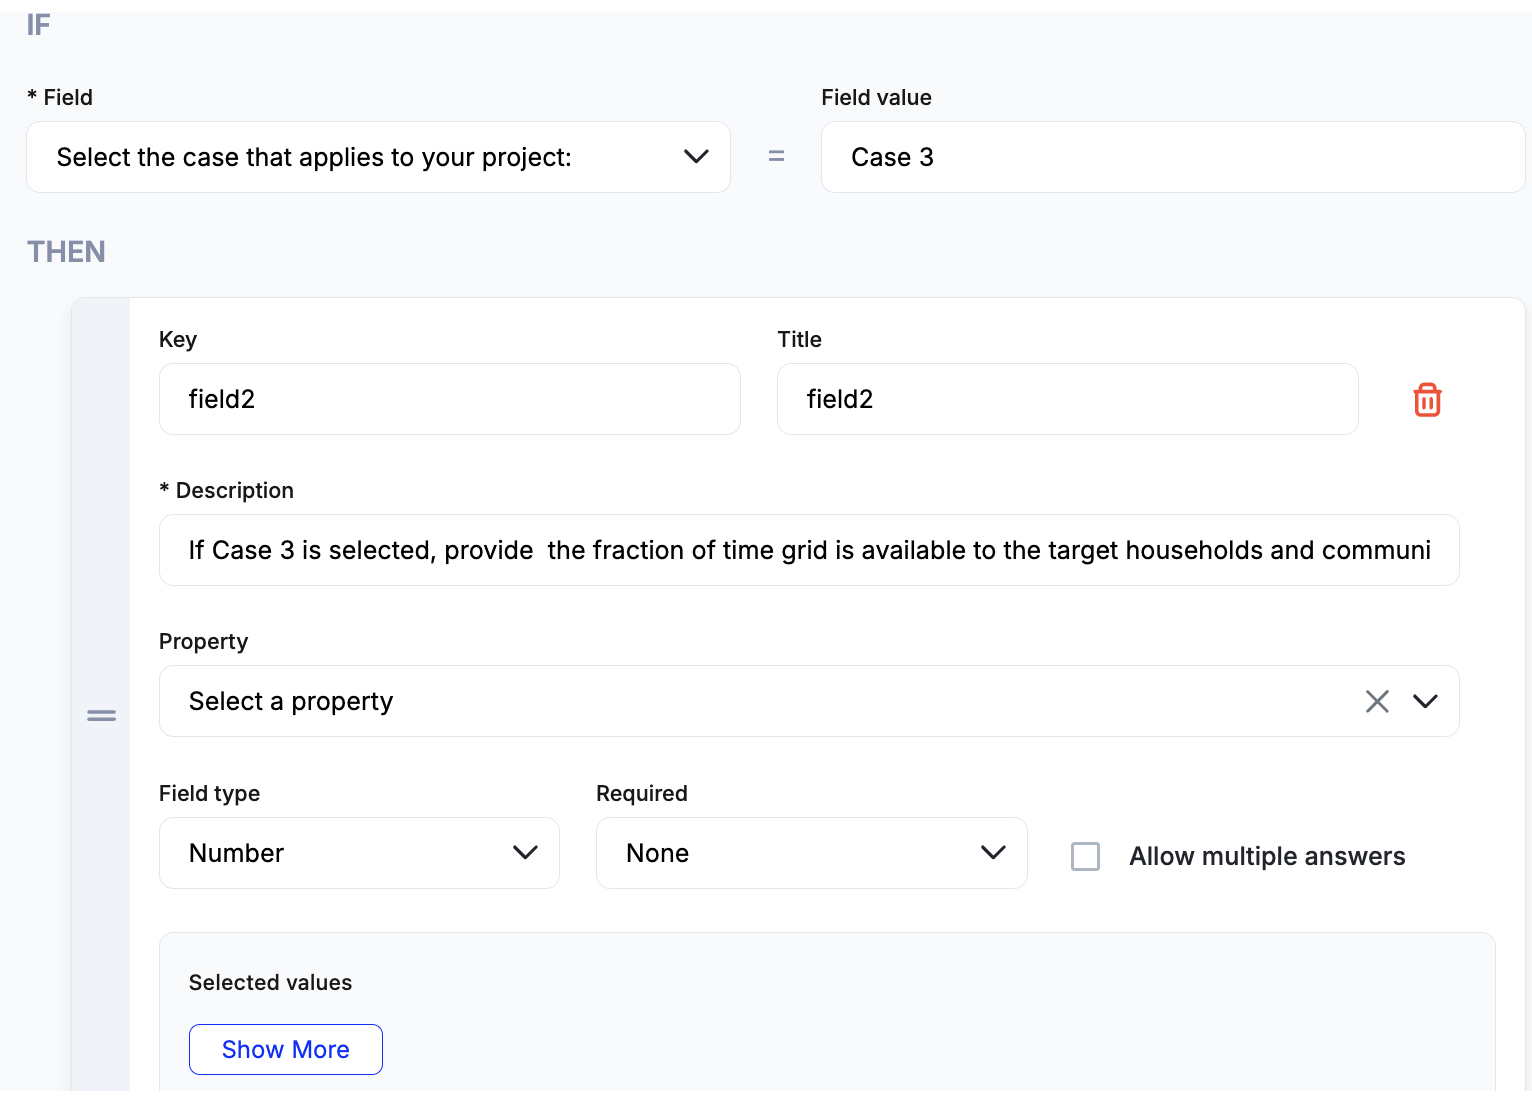 IF
* Field
Field value
Select the case that applies to your project:
=
Case 3
THEN
Key
Title
field2
field2
* Description
If Case 3 is selected, provide  the fraction of time grid is available to the target households and communi
Property
Select a property
Field type
Required
Number
None
Allow multiple answers
Selected values
Show More